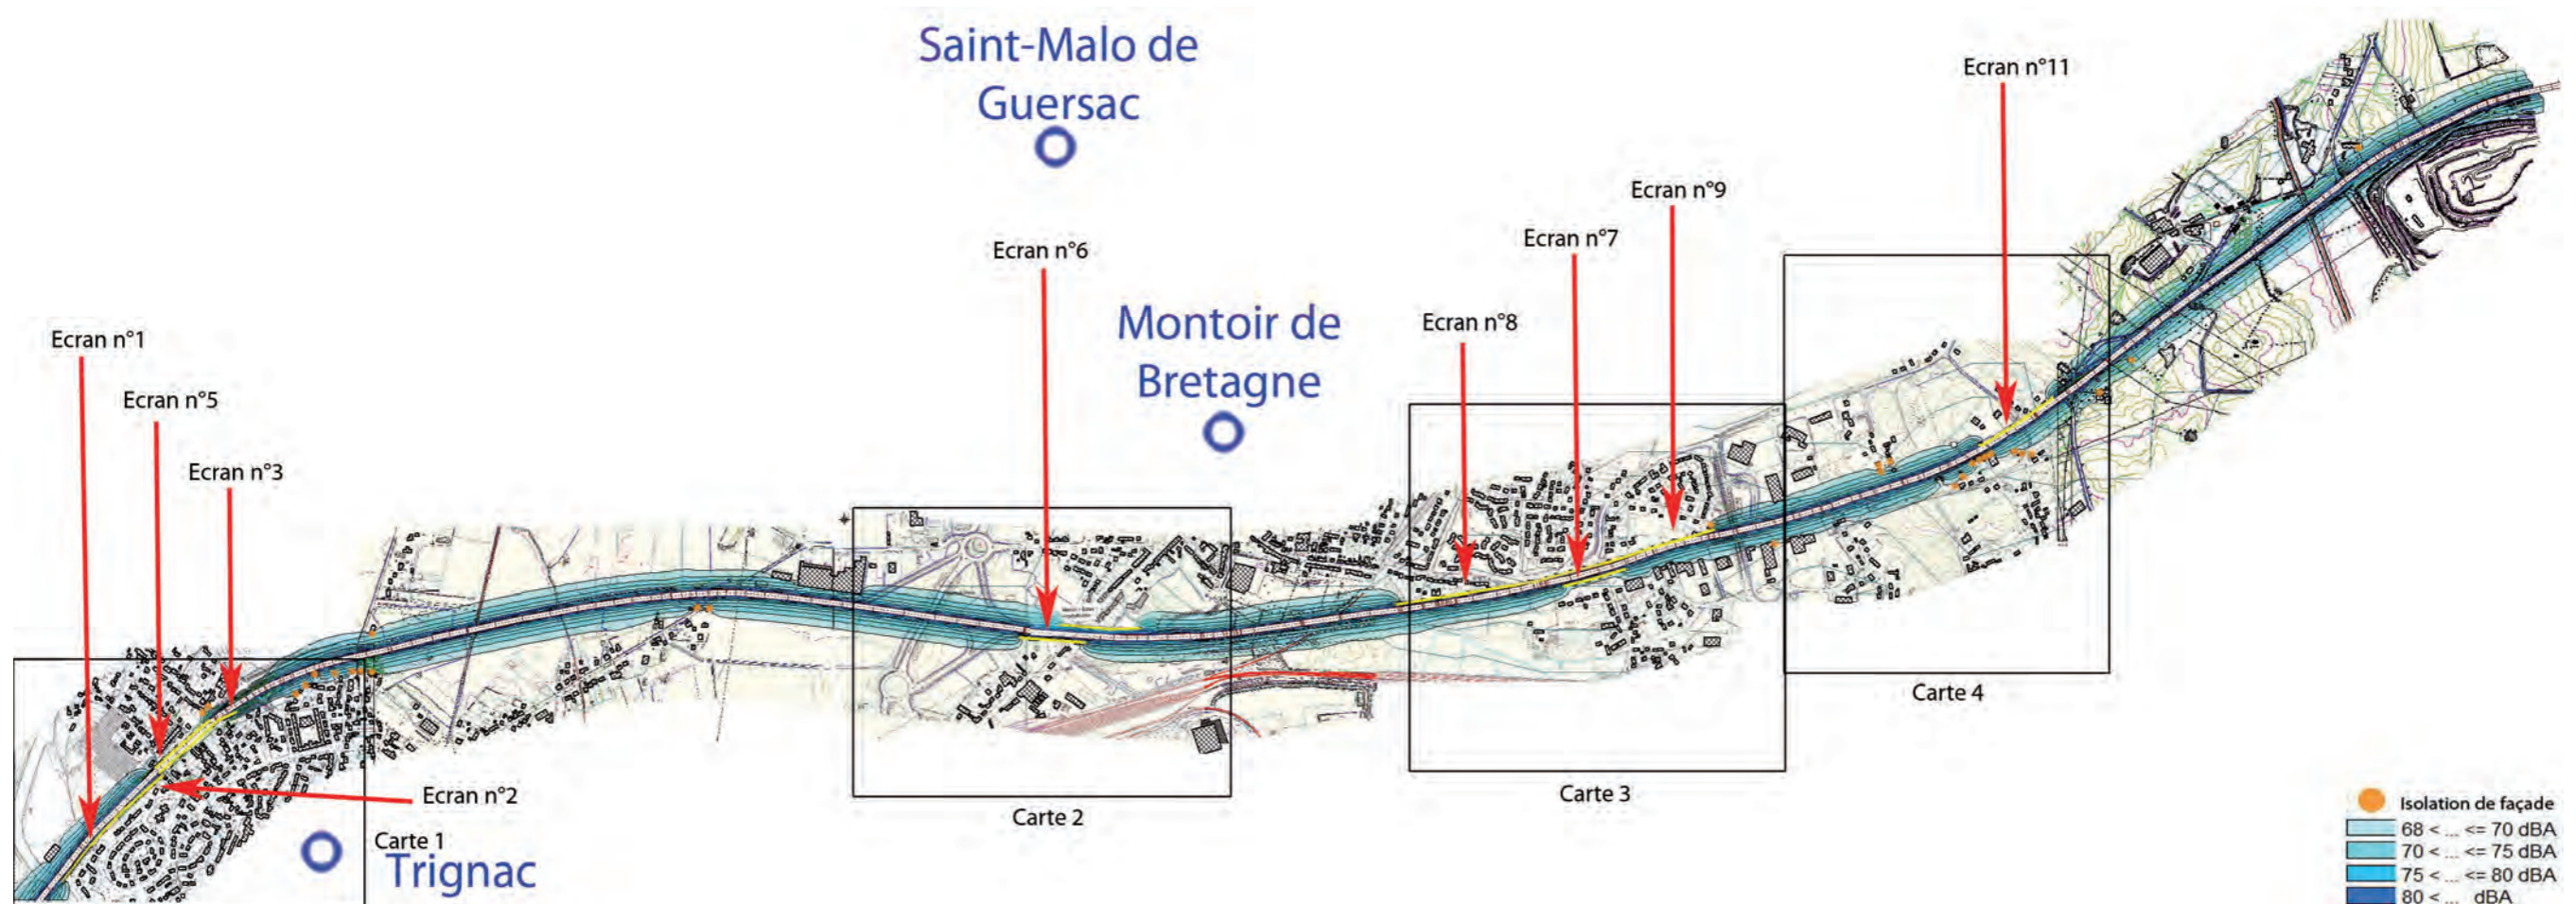 Saint-Malo de
Guersac
Ecran n°11
Ecran n°9
Ecran n°7
Ecran n°6
Montoir de
Bretagne
Ecran n°8
Ecran n°1
Ecran n°5
Ecran n°3
Ecran n°2
Carte 1
Trignac
Carte 2
Carte 3
Carte 4
Isolation de façade
68 < ... <= 70 dBA
70 < ... <= 75 dBA
75 < ... <= 80 dBA
80 < ... dBA